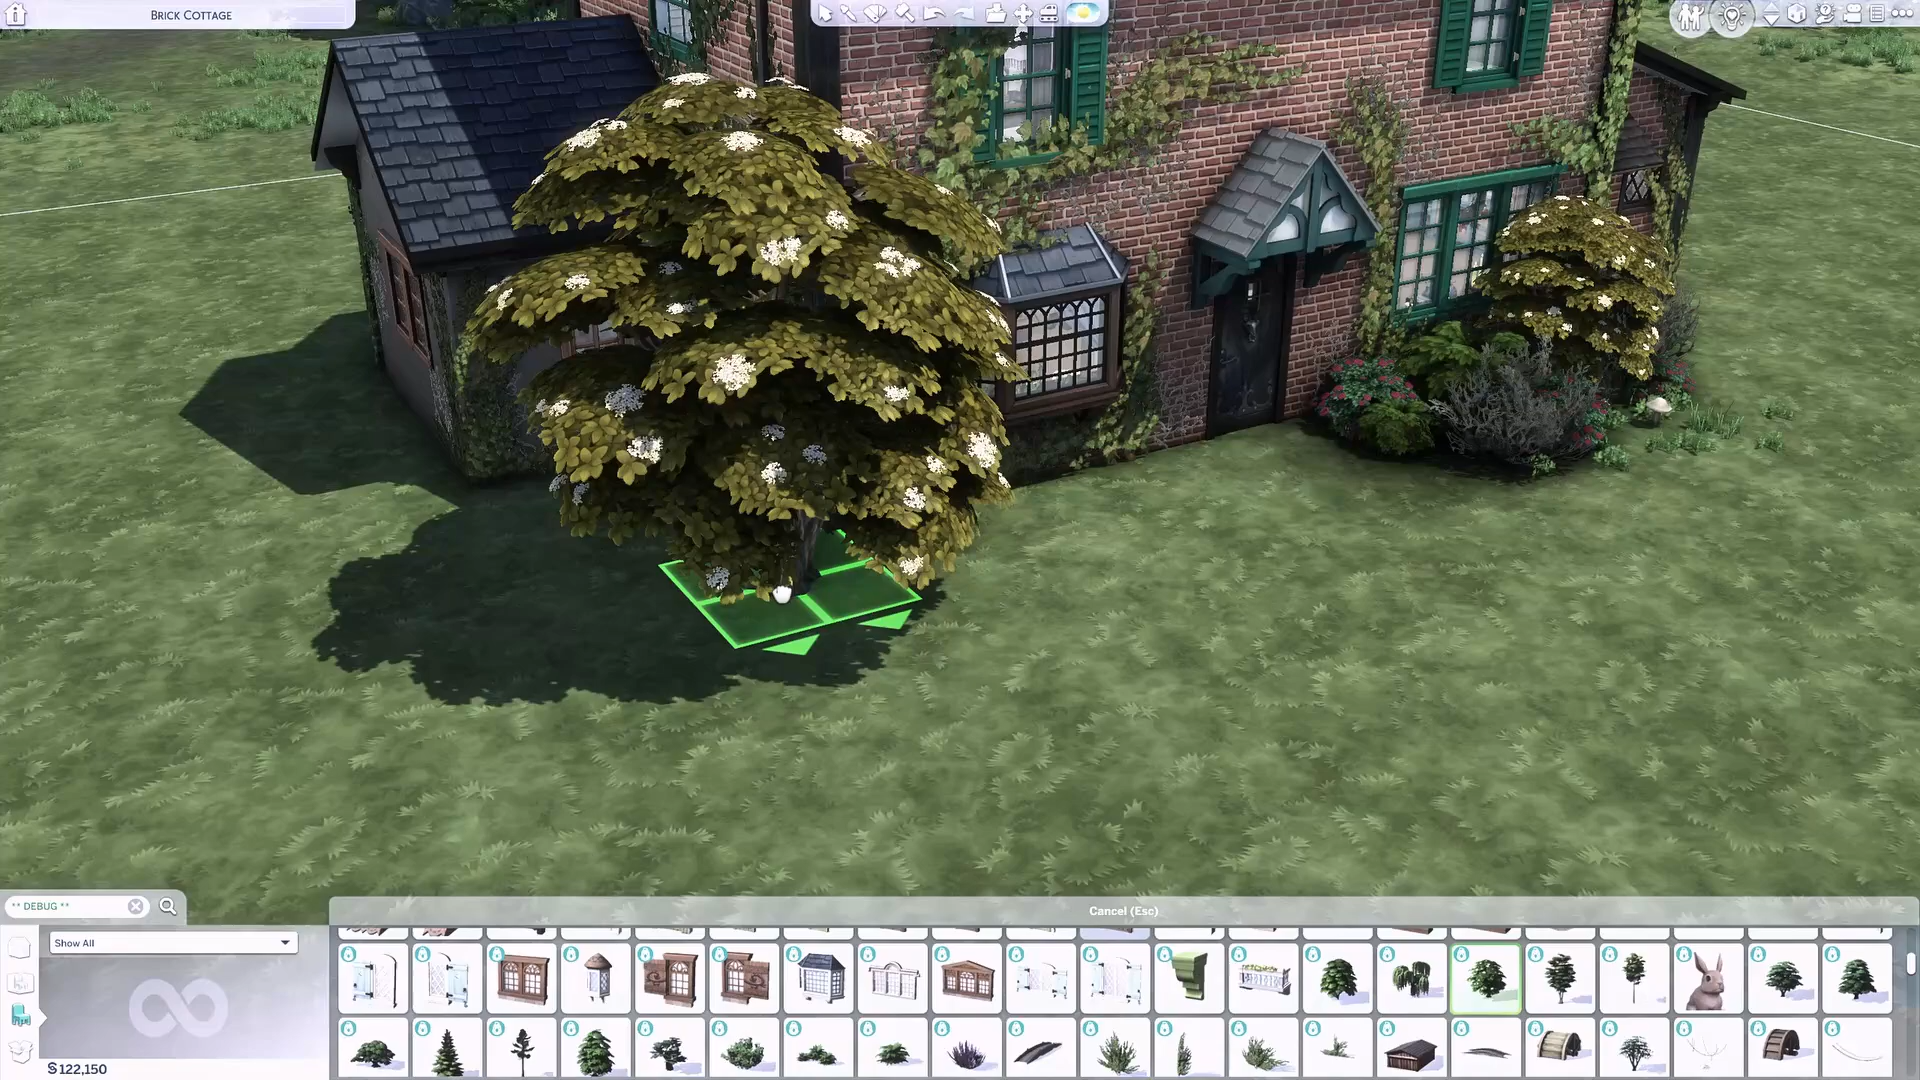 BRICK COTTAGE
** DEBUG **
Cancel (Esc)
Show All
§122,150